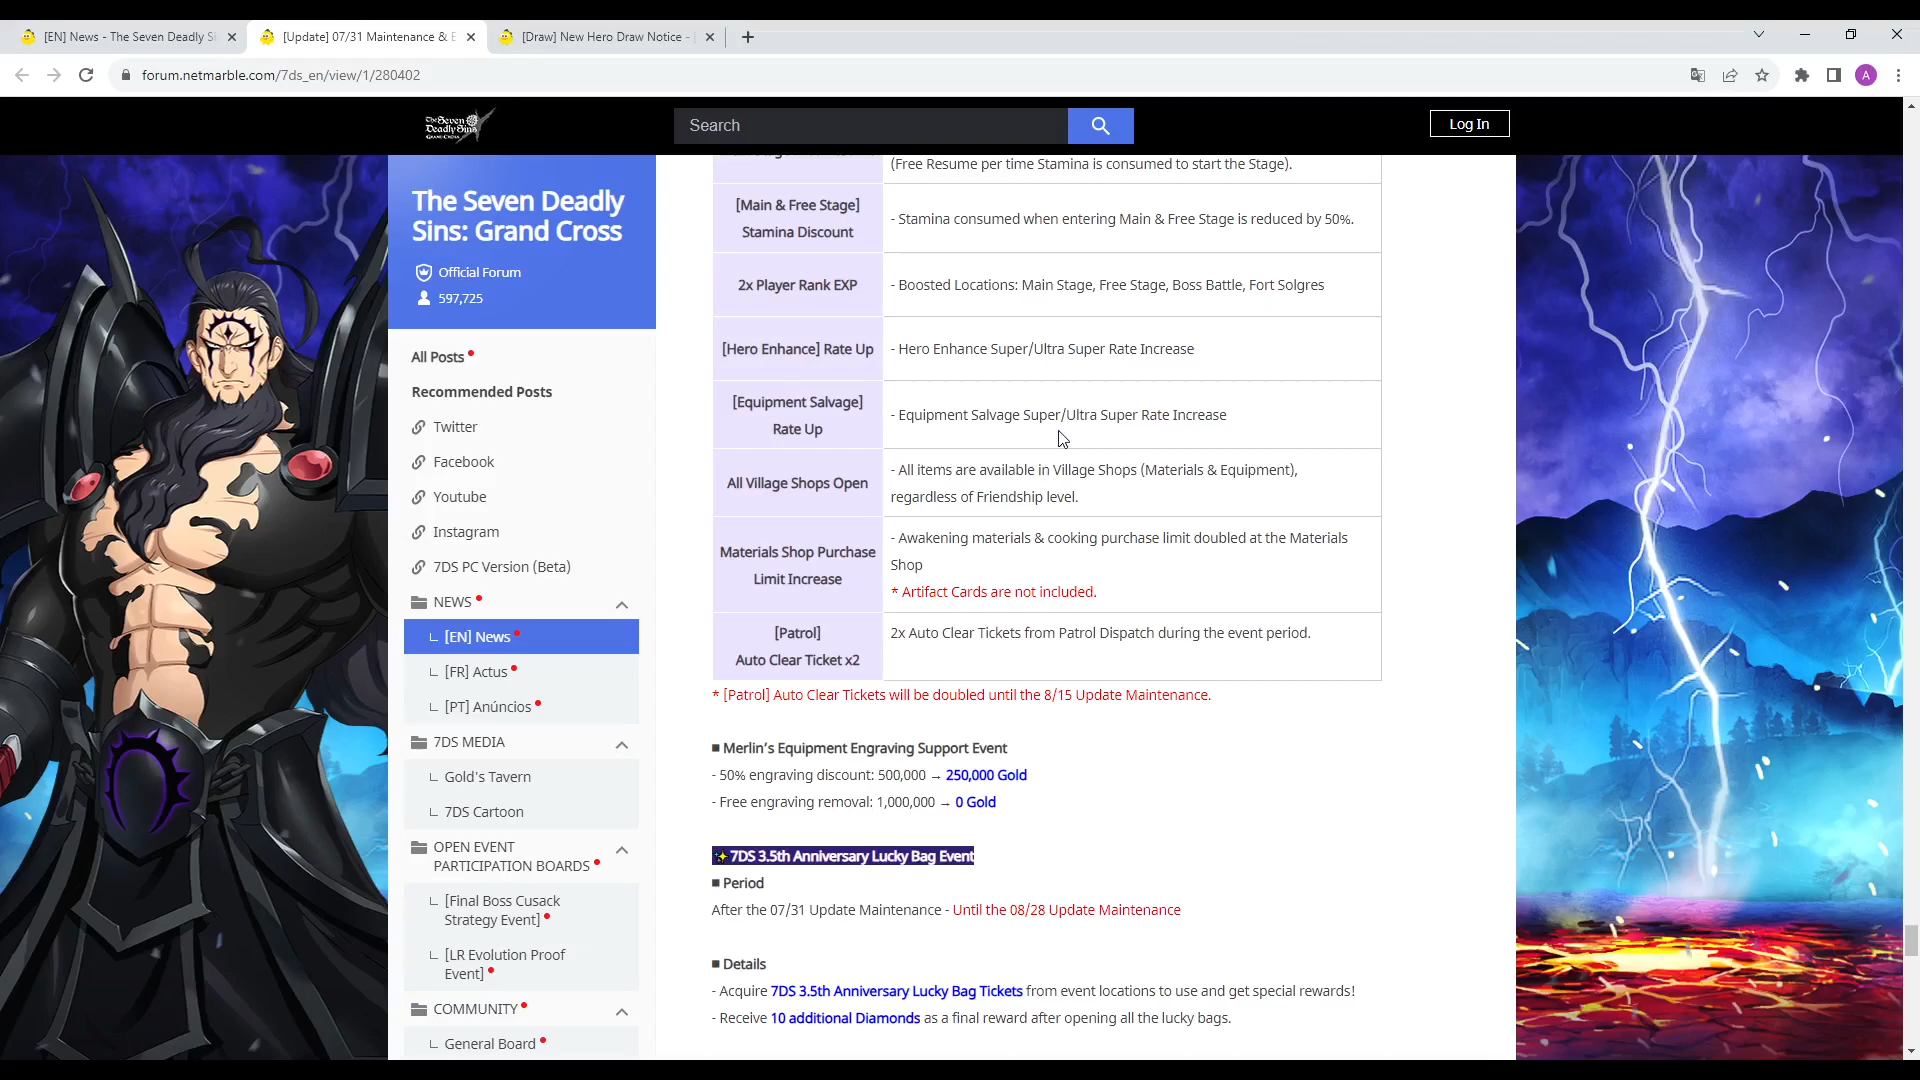 [EN] News - The Seven Deadly Si
[Update] 07/31 Maintenance & E
[Draw] New Hero Draw Notice -
forum.netmarble.com/7ds_en/view/1/280402
A
The Seven
Deadly Sins
GRAND CROSS
Search
Log In
The Seven Deadly
Sins: Grand Cross
Official Forum
597,725
All Posts
Recommended Posts
Twitter
Facebook
Youtube
Instagram
7DS PC Version (Beta)
NEWS
[EN] News
[FR] Actus
[PT] Anúncios
7DS MEDIA
Gold's Tavern
7DS Cartoon
OPEN EVENT
PARTICIPATION BOARDS
[Final Boss Cusack
Strategy Event]
[LR Evolution Proof
Event]
COMMUNITY
General Board
(Free Resume per time Stamina is consumed to start the Stage).
[Main & Free Stage]
Stamina Discount
- Stamina consumed when entering Main & Free Stage is reduced by 50%.
2x Player Rank EXP
- Boosted Locations: Main Stage, Free Stage, Boss Battle, Fort Solgres
[Hero Enhance] Rate Up
- Hero Enhance Super/Ultra Super Rate Increase
[Equipment Salvage]
Rate Up
- Equipment Salvage Super/Ultra Super Rate Increase
All Village Shops Open
- All items are available in Village Shops (Materials & Equipment),
regardless of Friendship level.
Materials Shop Purchase
Limit Increase
- Awakening materials & cooking purchase limit doubled at the Materials
Shop
* Artifact Cards are not included.
[Patrol]
Auto Clear Ticket x2
2x Auto Clear Tickets from Patrol Dispatch during the event period.
* [Patrol] Auto Clear Tickets will be doubled until the 8/15 Update Maintenance.
■ Merlin's Equipment Engraving Support Event
- 50% engraving discount: 500,000 → 250,000 Gold
- Free engraving removal: 1,000,000 → 0 Gold
✨7DS 3.5th Anniversary Lucky Bag Event
■ Period
After the 07/31 Update Maintenance - Until the 08/28 Update Maintenance
■ Details
- Acquire 7DS 3.5th Anniversary Lucky Bag Tickets from event locations to use and get special rewards!
- Receive 10 additional Diamonds as a final reward after opening all the lucky bags.